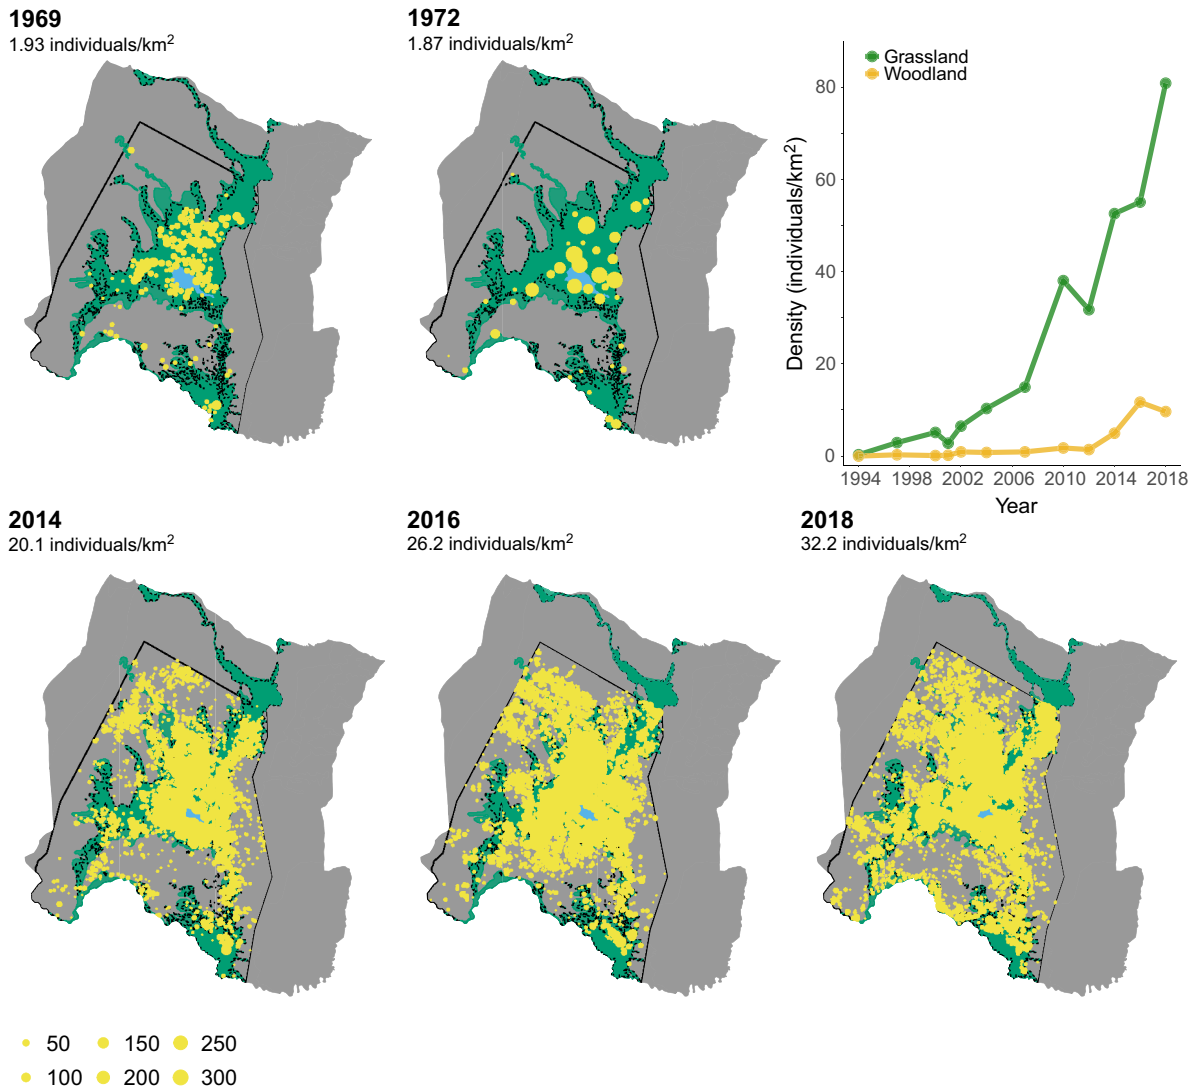 1969
1.93 individuals/km²
1972
1.87 individuals/km²
Grassland
Woodland
Density (individuals/km²)
80
60
40
20
0
1994 1998 2002 2006 2010 2014 2018
Year
2014
20.1 individuals/km²
2016
26.2 individuals/km²
2018
32.2 individuals/km²
50 150 250
100 200 300